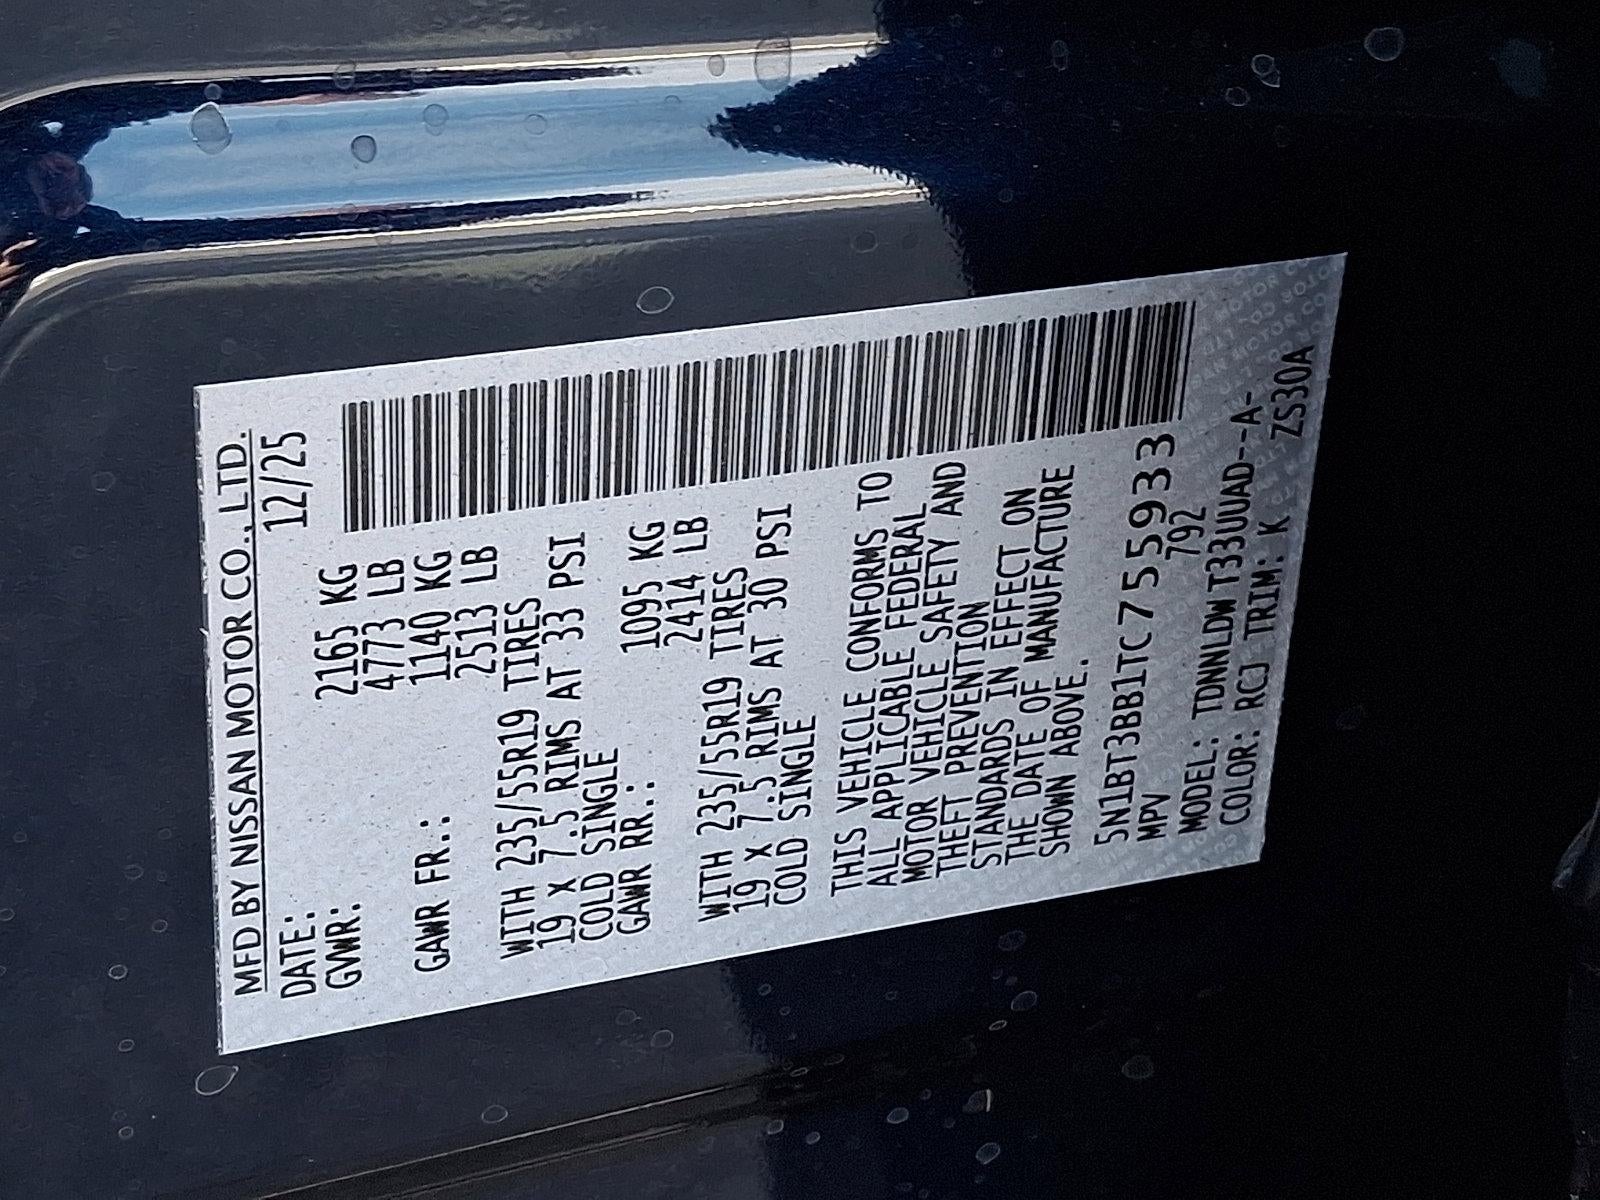 MFD BY NISSAN MOTOR CO., LTD.
DATE: 12/25
GVWR: 2165 KG
4773 LB
GAWR FR.: 1140 KG
2513 LB
WITH 235/55R19 TIRES
19 X 7.5 RIMS AT 33 PSI
COLD SINGLE
GAWR RR.: 1095 KG
2414 LB
WITH 235/55R19 TIRES
19 X 7.5 RIMS AT 30 PSI
COLD SINGLE
THIS VEHICLE CONFORMS TO
ALL APPLICABLE FEDERAL
MOTOR VEHICLE SAFETY AND
THEFT PREVENTION
STANDARDS IN EFFECT ON
THE DATE OF MANUFACTURE
SHOWN ABOVE.
5N1BT3BB1TC755933
MPV 792
MODEL: TDNNLDWT33UUAD--A-
COLOR: RCJ TRIM: K ZS30A